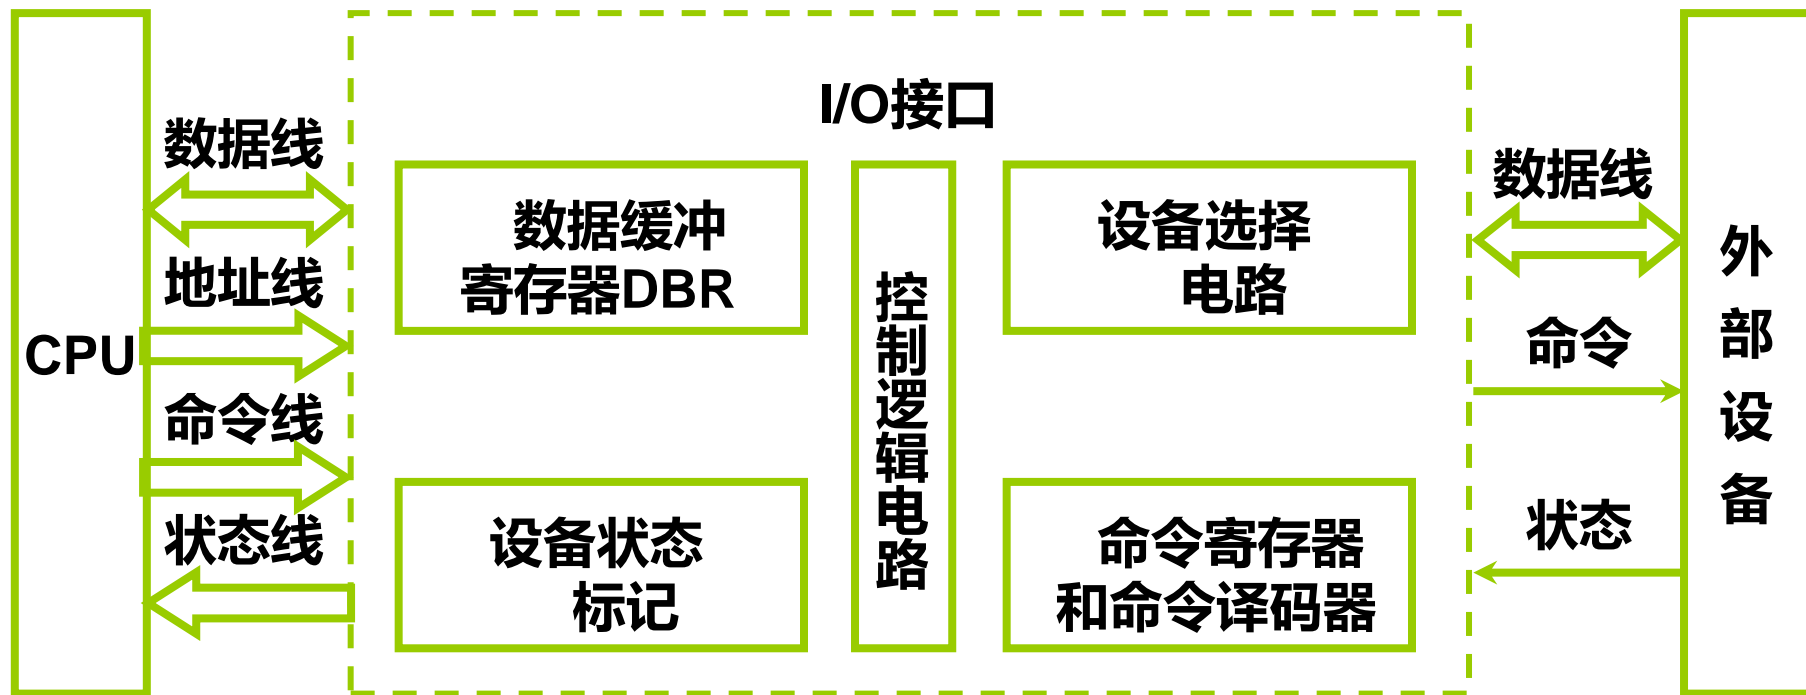 I/O接口
CPU
数据线
地址线
命令线
状态线
数据缓冲
寄存器DBR
设备状态
标记
控制逻辑电路
设备选择
电路
命令寄存器
和命令译码器
数据线
命令
状态
外部设备